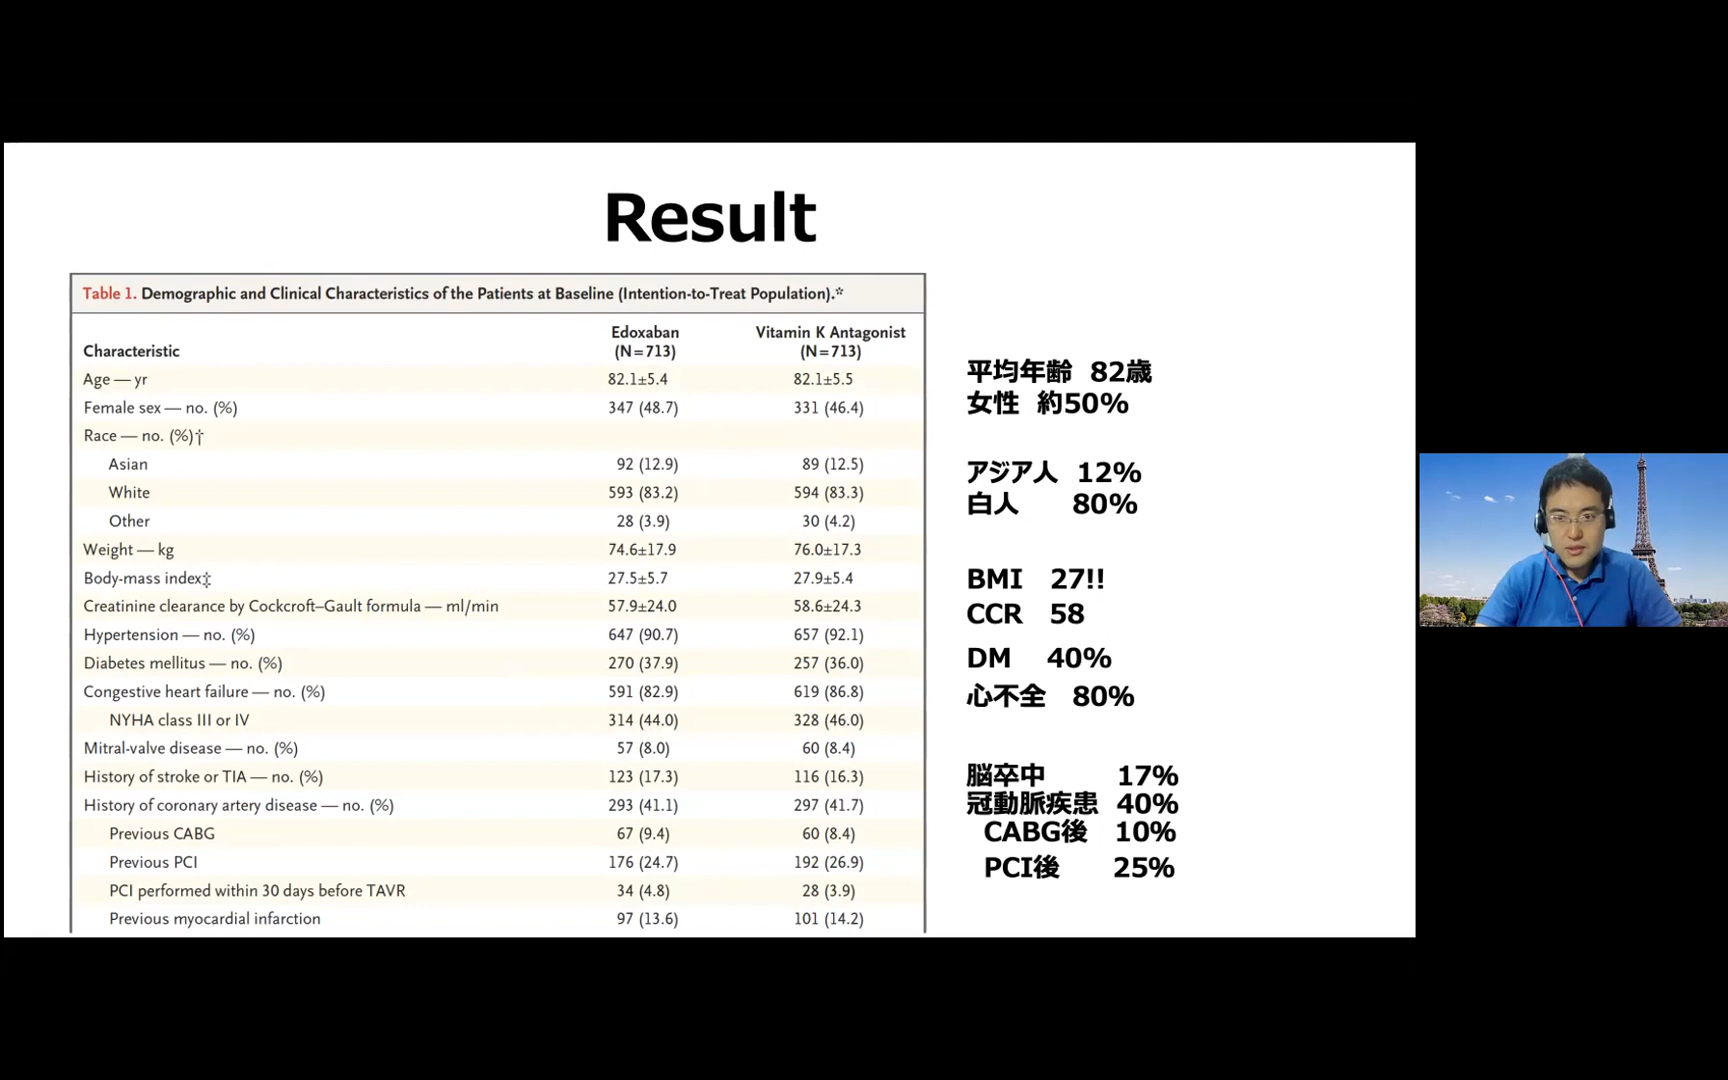 Result
Table 1. Demographic and Clinical Characteristics of the Patients at Baseline (Intention-to-Treat Population).*
Characteristic Edoxaban (N=713) Vitamin K Antagonist (N=713)
Age — yr 82.1±5.4 82.1±5.5
Female sex — no. (%) 347 (48.7) 331 (46.4)
Race — no. (%)†
Asian 92 (12.9) 89 (12.5)
White 593 (83.2) 594 (83.3)
Other 28 (3.9) 30 (4.2)
Weight — kg 74.6±17.9 76.0±17.3
Body-mass index‡ 27.5±5.7 27.9±5.4
Creatinine clearance by Cockcroft–Gault formula — ml/min 57.9±24.0 58.6±24.3
Hypertension — no. (%) 647 (90.7) 657 (92.1)
Diabetes mellitus — no. (%) 270 (37.9) 257 (36.0)
Congestive heart failure — no. (%) 591 (82.9) 619 (86.8)
NYHA class III or IV 314 (44.0) 328 (46.0)
Mitral-valve disease — no. (%) 57 (8.0) 60 (8.4)
History of stroke or TIA — no. (%) 123 (17.3) 116 (16.3)
History of coronary artery disease — no. (%) 293 (41.1) 297 (41.7)
Previous CABG 67 (9.4) 60 (8.4)
Previous PCI 176 (24.7) 192 (26.9)
PCI performed within 30 days before TAVR 34 (4.8) 28 (3.9)
Previous myocardial infarction 97 (13.6) 101 (14.2)
平均年齢 82歳
女性 約50%
アジア人 12%
白人 80%
BMI 27!!
CCR 58
DM 40%
心不全 80%
脳卒中 17%
冠動脈疾患 40%
CABG後 10%
PCI後 25%